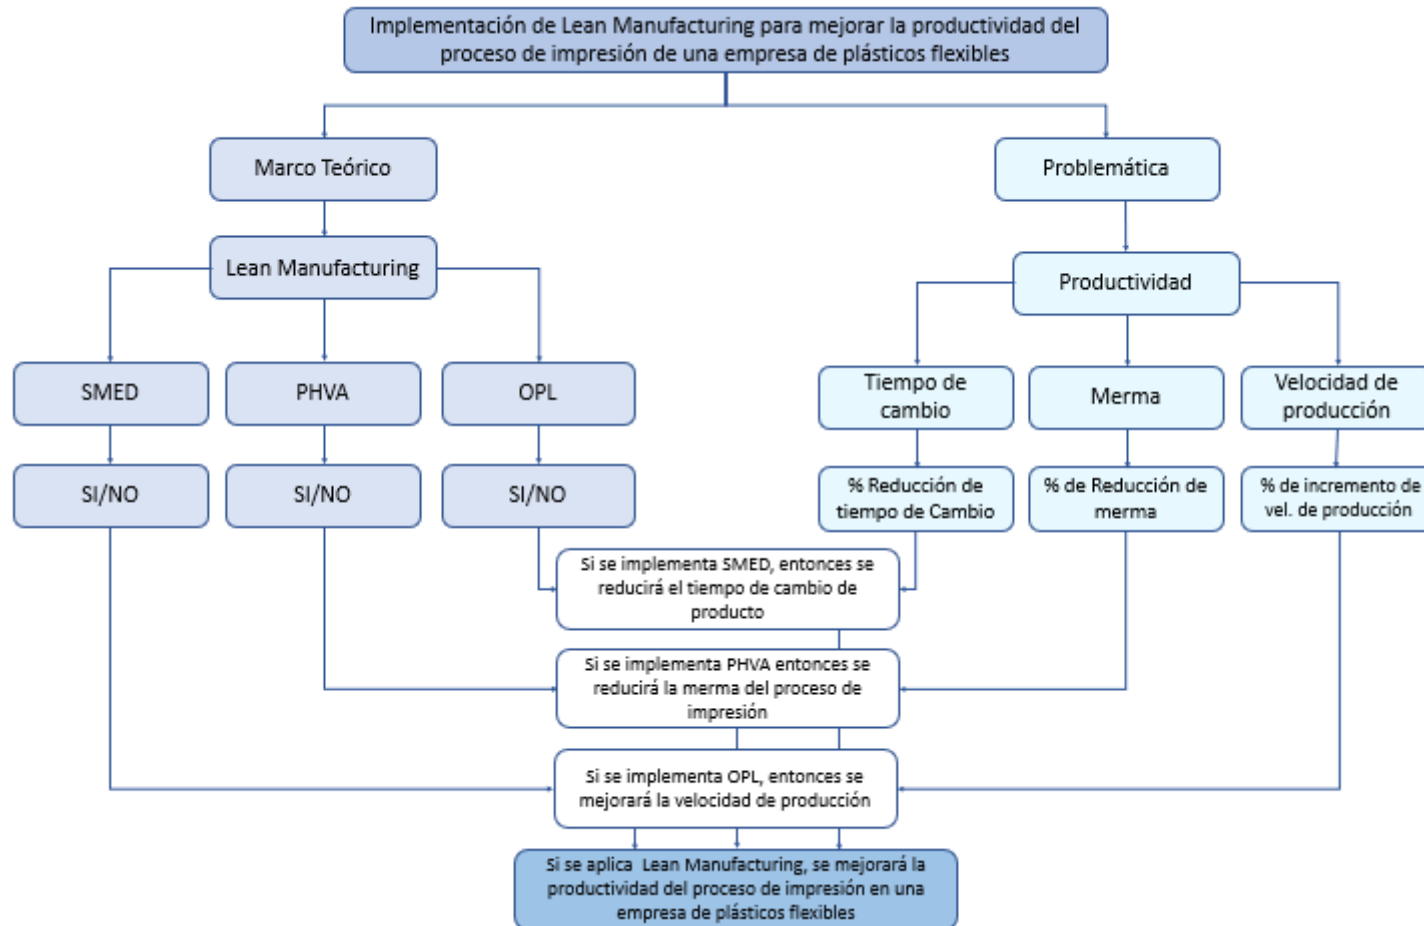 Implementación de Lean Manufacturing para mejorar la productividad del
proceso de impresión de una empresa de plásticos flexibles
Marco Teórico
Problemática
Lean Manufacturing
Productividad
SMED
PHVA
OPL
Tiempo de
cambio
Merma
Velocidad de
producción
SI/NO
SI/NO
SI/NO
% Reducción de
tiempo de Cambio
% de Reducción de
merma
% de incremento de
vel. de producción
Si se implementa SMED, entonces se
reducirá el tiempo de cambio de
producto
Si se implementa PHVA entonces se
reducirá la merma del proceso de
impresión
Si se implementa OPL, entonces se
mejorará la velocidad de producción
Si se aplica Lean Manufacturing, se mejorará la
productividad del proceso de impresión en una
empresa de plásticos flexibles